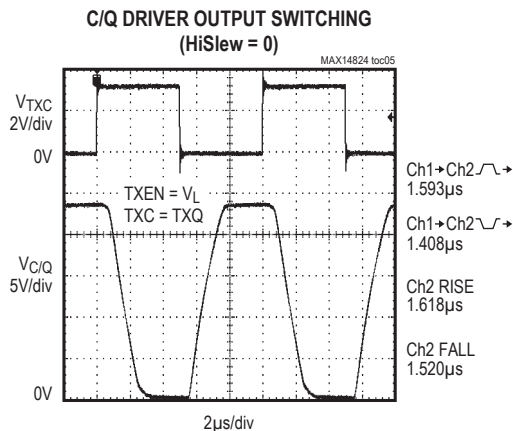 C/Q DRIVER OUTPUT SWITCHING
(HiSlew = 0)
MAX14824 toc05
VTXC
2V/div
0V
TXEN = VL
TXC = TXQ
VC/Q
5V/div
0V
2µs/div
Ch1→Ch2 →
1.593µs
Ch1→Ch2 →
1.408µs
Ch2 RISE
1.618µs
Ch2 FALL
1.520µs